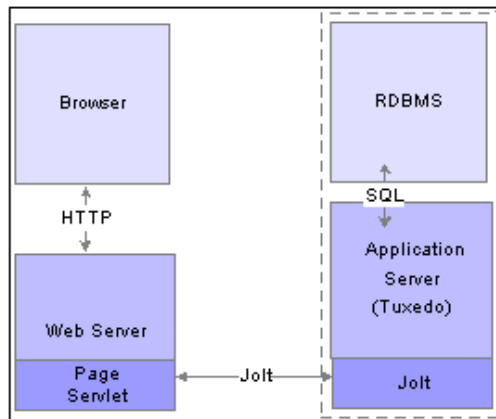 Browser
HTTP
Web Server
Page
Servlet
Jolt
RDBMS
SQL
Application
Server
(Tuxedo)
Jolt